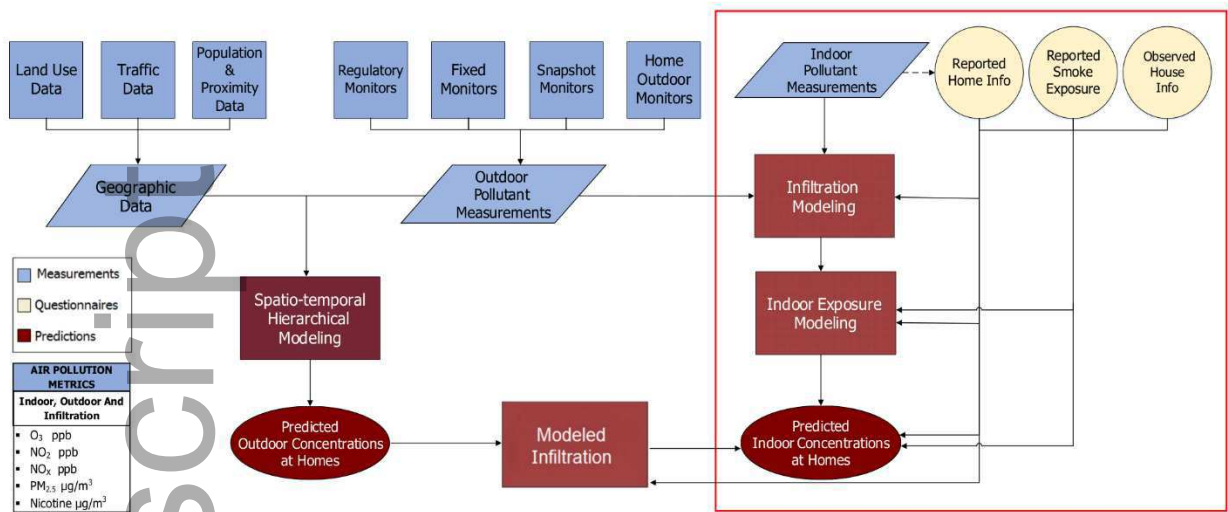 Land Use
Data
Traffic
Data
Population
&
Proximity
Data
Regulatory
Monitors
Fixed
Monitors
Snapshot
Monitors
Home
Outdoor
Monitors
Indoor
Pollutant
Measurements
Reported
Home Info
Reported
Smoke
Exposure
Observed
House
Info
Geographic
Data
Outdoor
Pollutant
Measurements
Infiltration
Modeling
Measurements
Questionnaires
Predictions
Spatio-temporal
Hierarchical
Modeling
Indoor Exposure
Modeling
AIR POLLUTION
METRICS
Indoor, Outdoor And
Infiltration
▪ O₃ ppb
▪ NO₂ ppb
▪ NOₓ ppb
▪ PM₂.₅ µg/m³
▪ Nicotine µg/m³
Predicted
Outdoor Concentrations
at Homes
Modeled
Infiltration
Predicted
Indoor Concentrations
at Homes
script